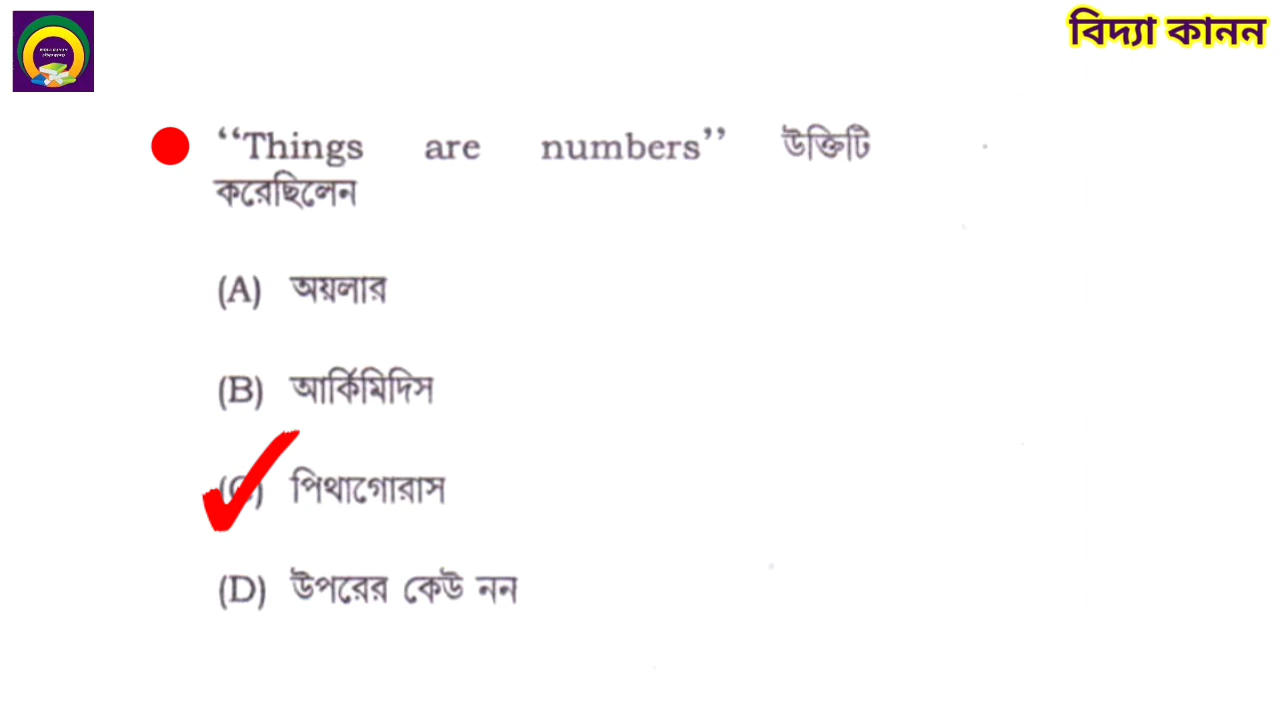 বিদ্যা কানন
‘‘Things are numbers’’ উক্তিটি
করেছিলেন
(A) অয়লার
(B) আর্কিমিদিস
(C) পিথাগোরাস
(D) উপরের কেউ নন